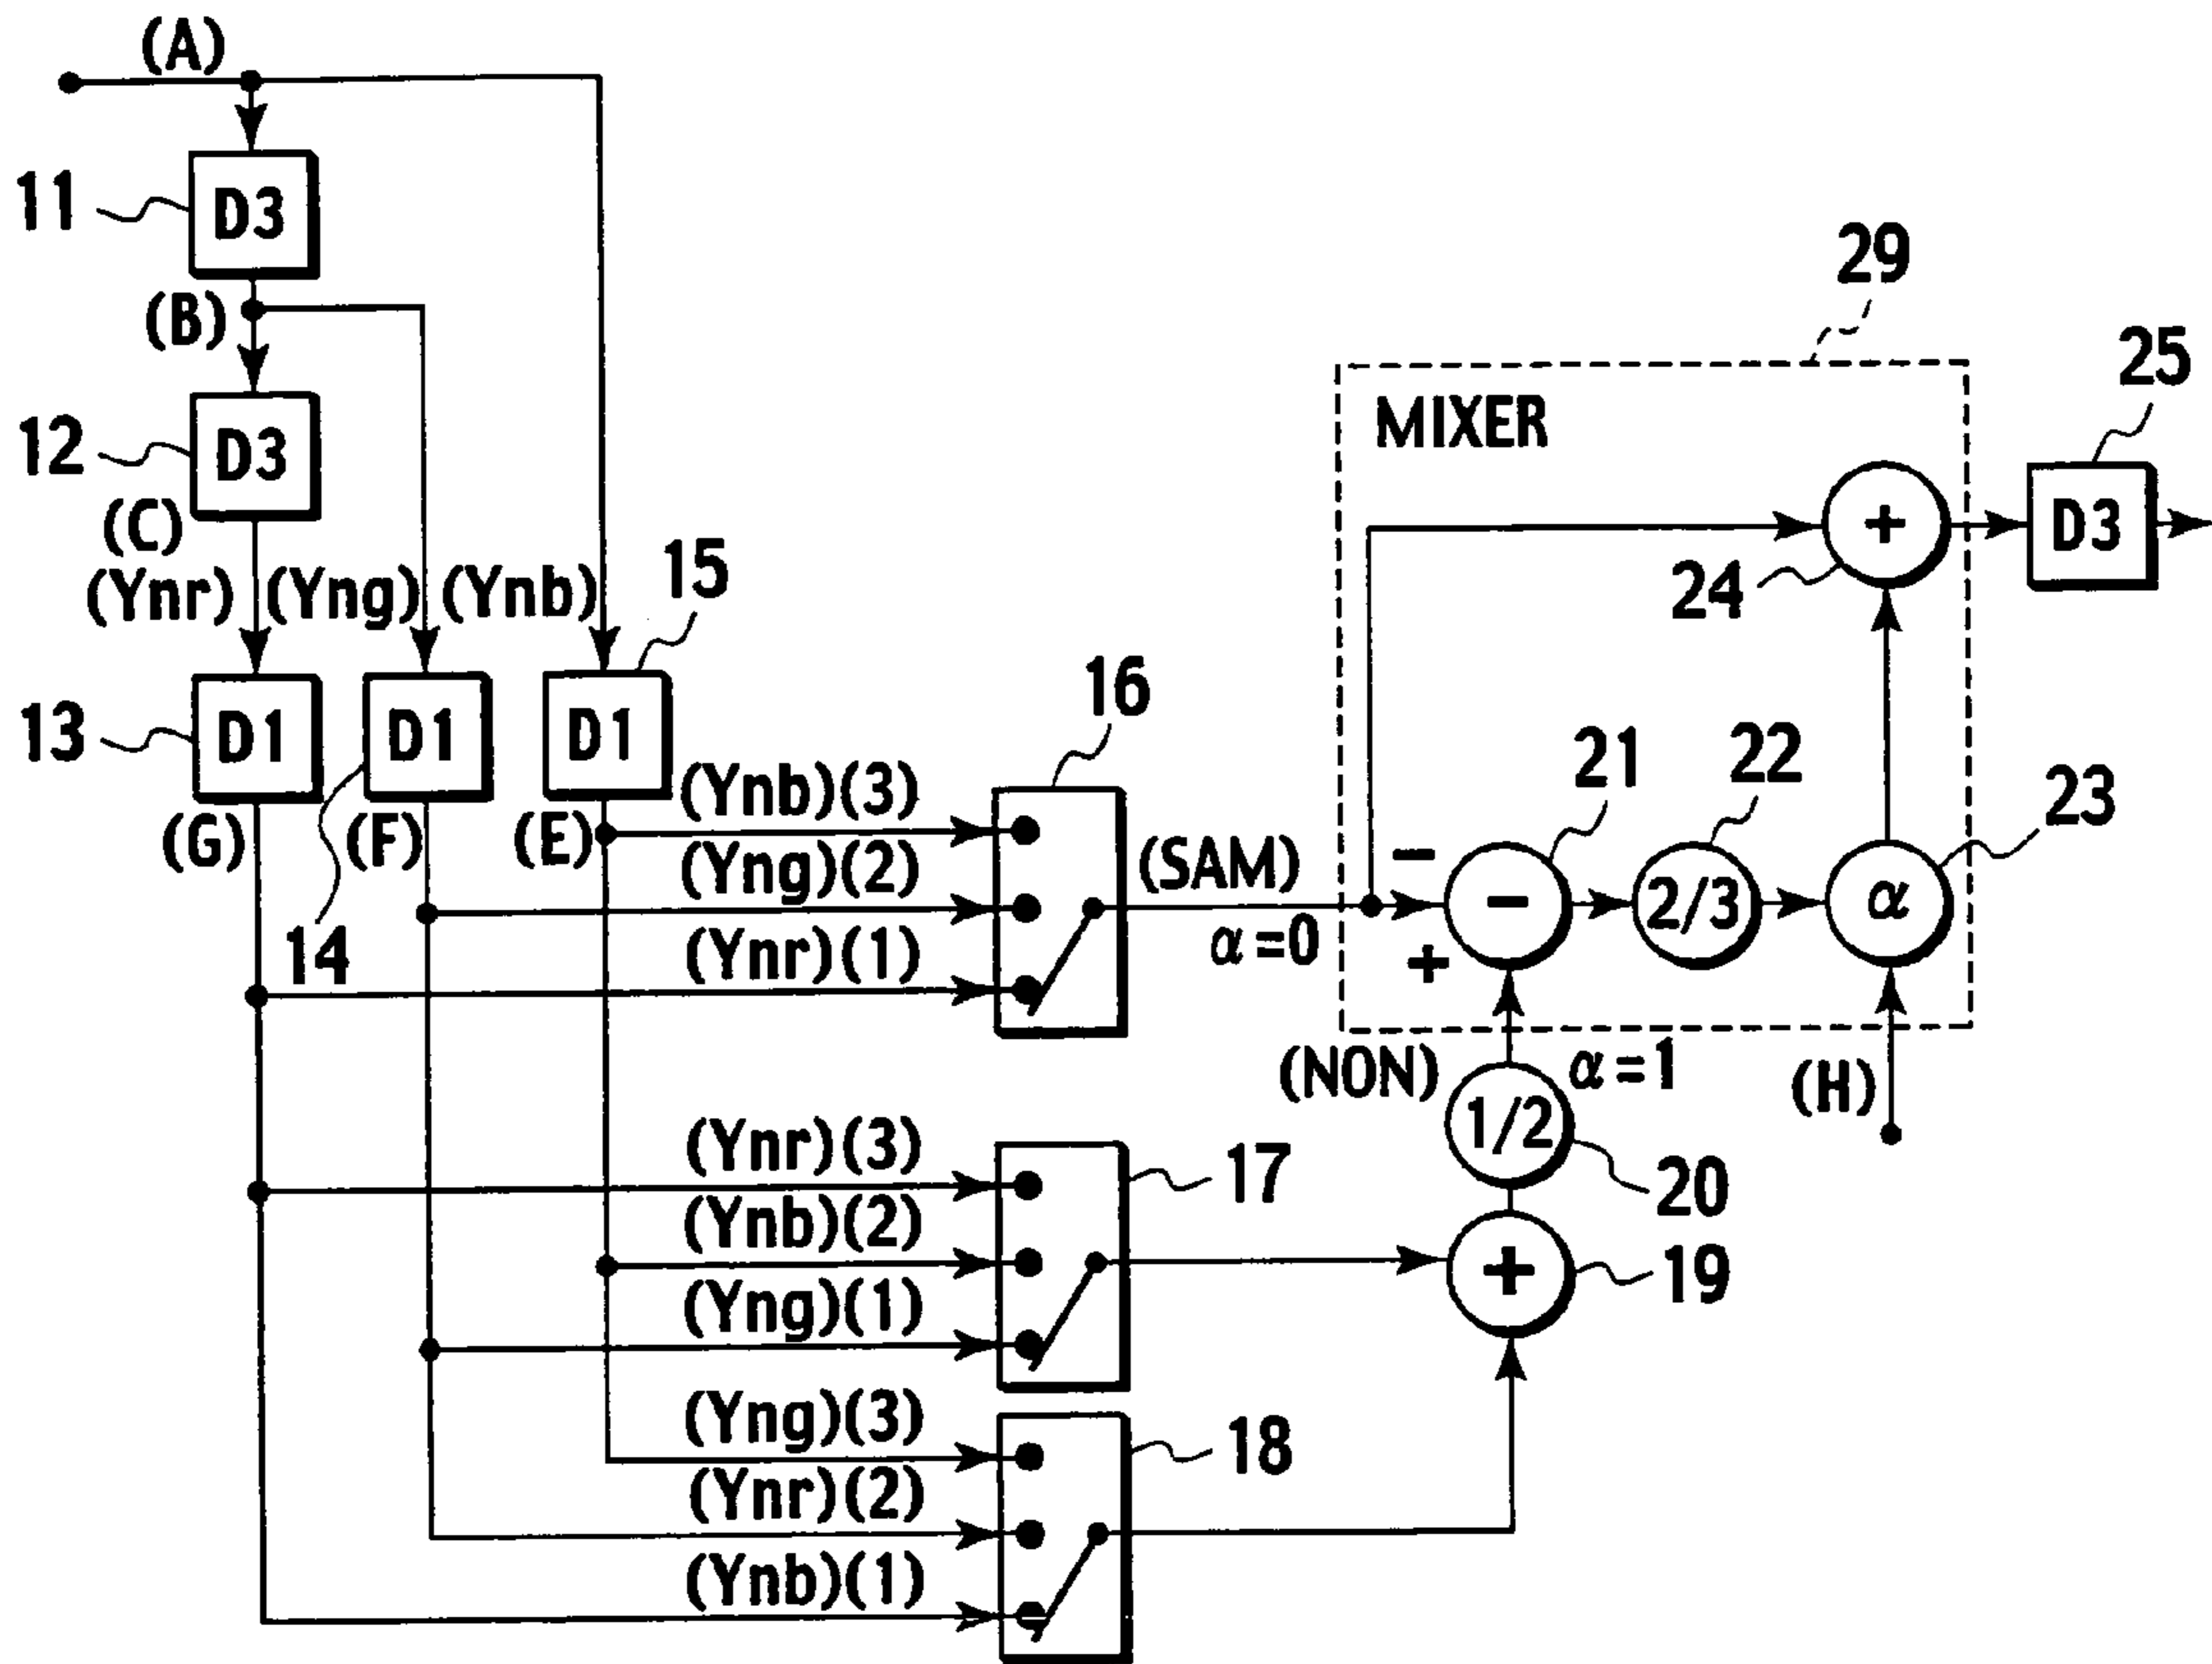 (A)
11
D3
29
(B)
25
12
D3
MIXER
(C)
+
D3
15
24
(Ynr)
(Yng)
(Ynb)
16
13
D1
D1
D1
21
22
23
(Ynb)(3)
(G)
(F)
(E)
(Yng)(2)
(SAM)
−
−
2/3
α
14
(Ynr)(1)
α=0
+
(NON)
α=1
(H)
1/2
(Ynr)(3)
17
20
(Ynb)(2)
19
+
(Yng)(1)
(Yng)(3)
18
(Ynr)(2)
(Ynb)(1)